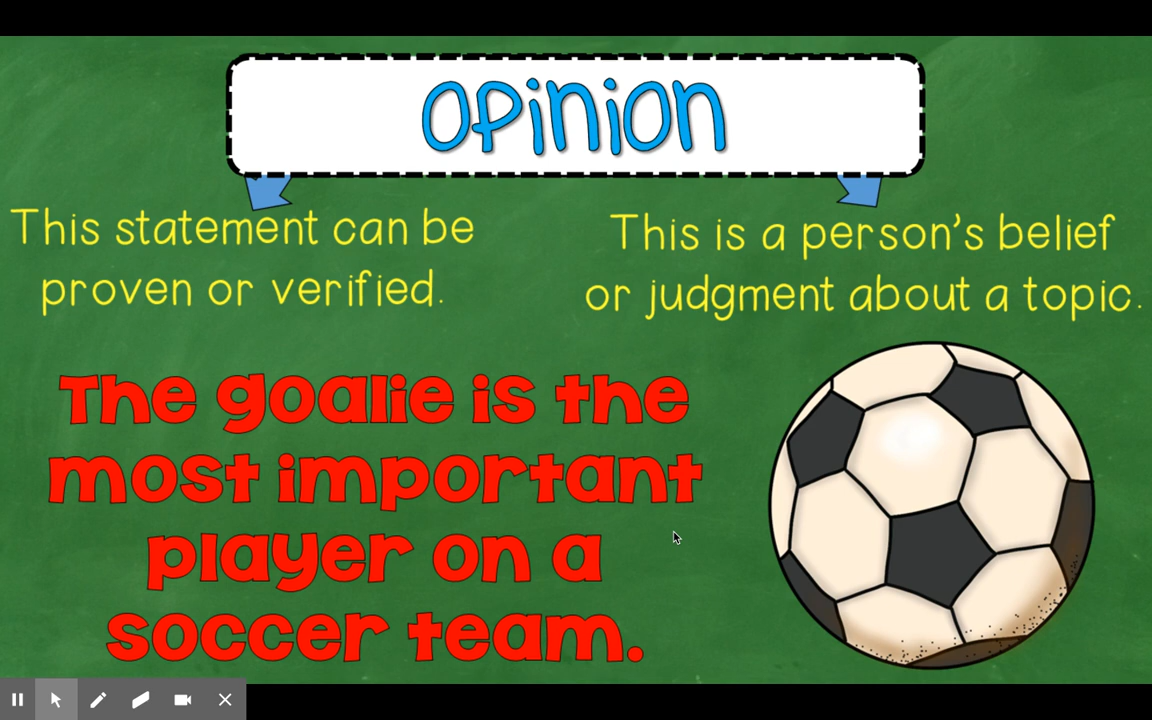 Opinion
This statement can be
proven or verified.
This is a person's belief
or judgment about a topic.
The goalie is the
most important
player on a
soccer team.